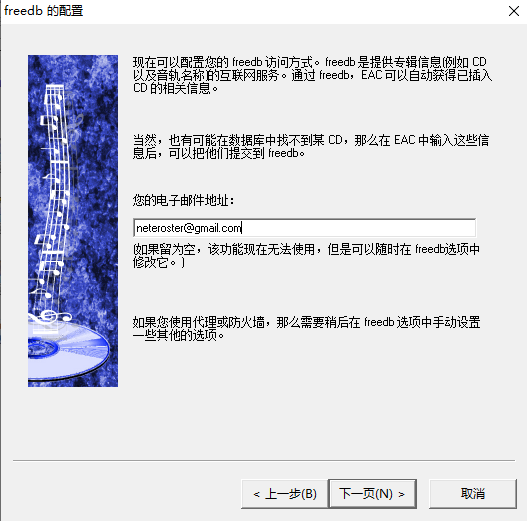 freedb 的配置
现在可以配置您的 freedb 访问方式。freedb 是提供专辑信息(例如 CD
以及音轨名称)的互联网服务。通过 freedb，EAC 可以自动获得已插入
CD 的相关信息。
当然，也有可能在数据库中找不到某 CD，那么在 EAC 中输入这些信
息后，可以把他们提交到 freedb。
您的电子邮件地址：
neteroster@gmail.com
(如果留为空，该功能现在无法使用，但是可以随时在 freedb选项中
修改它。)
如果您使用代理或防火墙，那么需要稍后在 freedb 选项中手动设置
一些其他的选项。
< 上一步(B) 下一页(N) > 取消